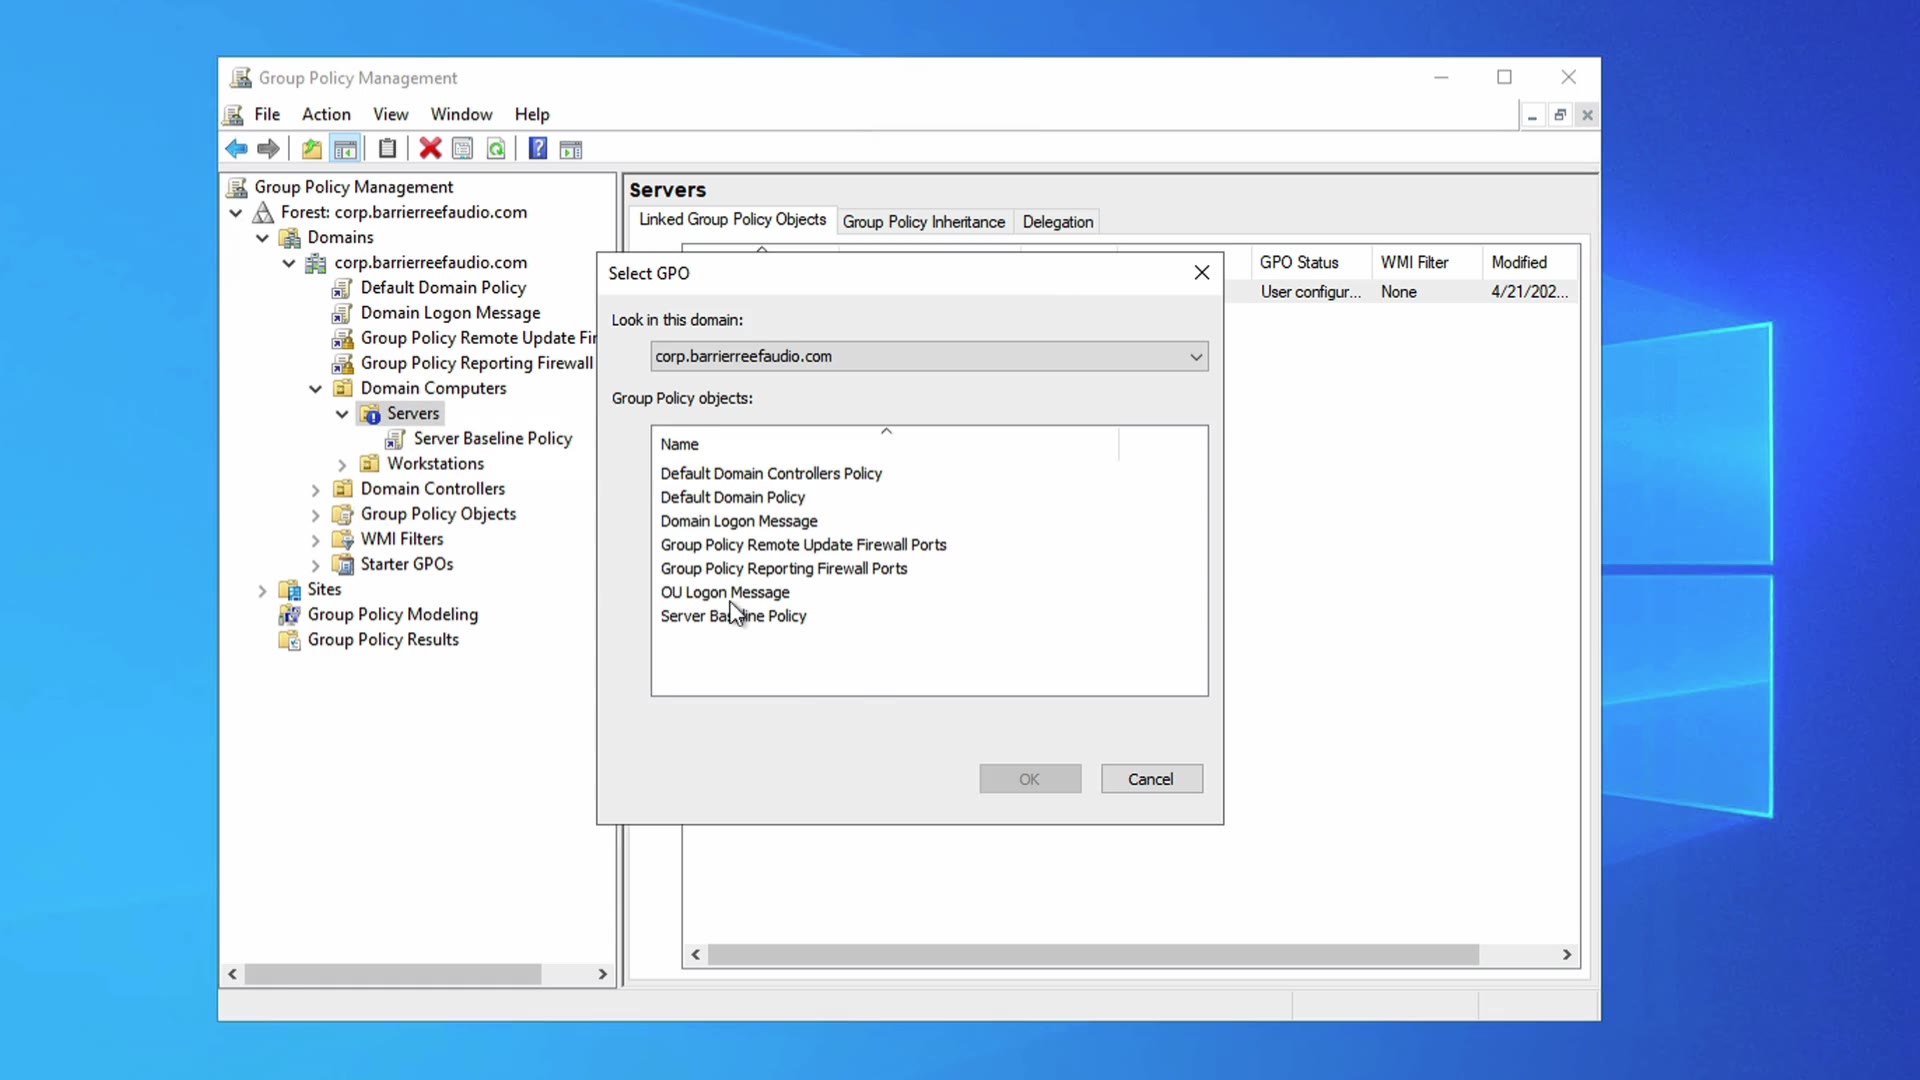 Group Policy Management
File Action View Window Help
Group Policy Management
Forest: corp.barrierreefaudio.com
Domains
corp.barrierreefaudio.com
Default Domain Policy
Domain Logon Message
Group Policy Remote Update Fir
Group Policy Reporting Firewall
Domain Computers
Servers
Server Baseline Policy
Workstations
Domain Controllers
Group Policy Objects
WMI Filters
Starter GPOs
Sites
Group Policy Modeling
Group Policy Results
Servers
Linked Group Policy Objects Group Policy Inheritance Delegation
GPO Status WMI Filter Modified
User configur... None 4/21/202...
Select GPO
Look in this domain:
corp.barrierreefaudio.com
Group Policy objects:
Name
Default Domain Controllers Policy
Default Domain Policy
Domain Logon Message
Group Policy Remote Update Firewall Ports
Group Policy Reporting Firewall Ports
OU Logon Message
Server Baseline Policy
OK Cancel